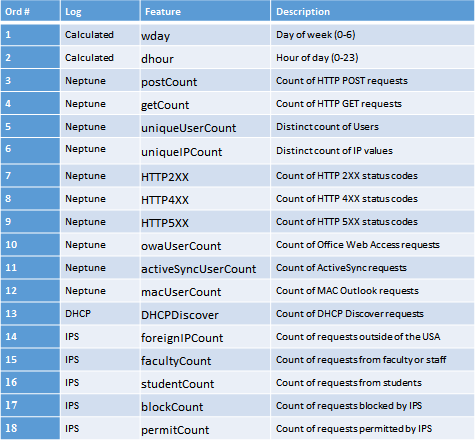 Ord # Log Feature Description
1 Calculated wday Day of week (0-6)
2 Calculated dhour Hour of day (0-23)
3 Neptune postCount Count of HTTP POST requests
4 Neptune getCount Count of HTTP GET requests
5 Neptune uniqueUserCount Distinct count of Users
6 Neptune uniqueIPCount Distinct count of IP values
7 Neptune HTTP2XX Count of HTTP 2XX status codes
8 Neptune HTTP4XX Count of HTTP 4XX status codes
9 Neptune HTTP5XX Count of HTTP 5XX status codes
10 Neptune owaUserCount Count of Office Web Access requests
11 Neptune activeSyncUserCount Count of ActiveSync requests
12 Neptune macUserCount Count of MAC Outlook requests
13 DHCP DHCPDiscover Count of DHCP Discover requests
14 IPS foreignIPCount Count of requests outside of the USA
15 IPS facultyCount Count of requests from faculty or staff
16 IPS studentCount Count of requests from students
17 IPS blockCount Count of requests blocked by IPS
18 IPS permitCount Count of requests permitted by IPS